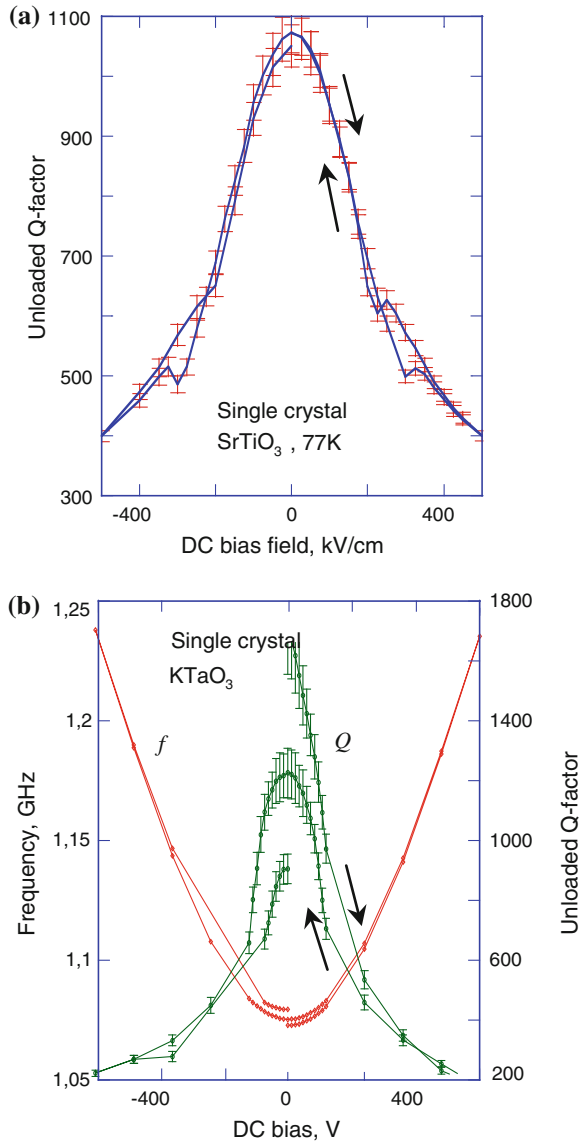 (a)
1100
900
700
500
300
Unloaded Q-factor
Single crystal
SrTiO3 , 77K
-400
0
400
DC bias field, kV/cm
(b)
1,25
1,2
1,15
1,1
1,05
Frequency, GHz
Single crystal
KTaO3
f
Q
1800
1400
1000
600
200
Unloaded Q-factor
-400
0
400
DC bias, V